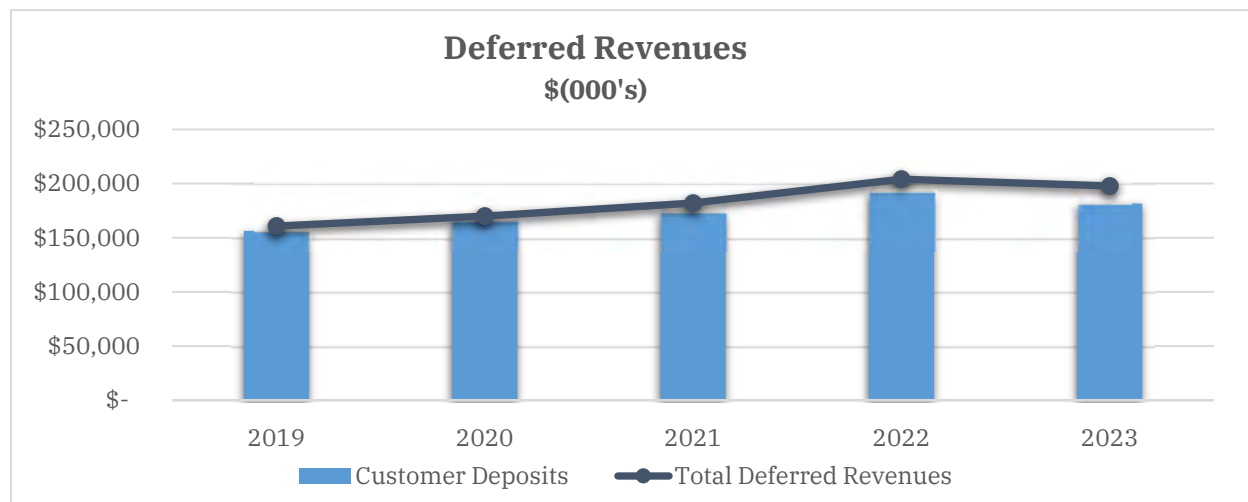 Deferred Revenues
$(000's)
$250,000
$200,000
$150,000
$100,000
$50,000
$-
2019 2020 2021 2022 2023
Customer Deposits Total Deferred Revenues